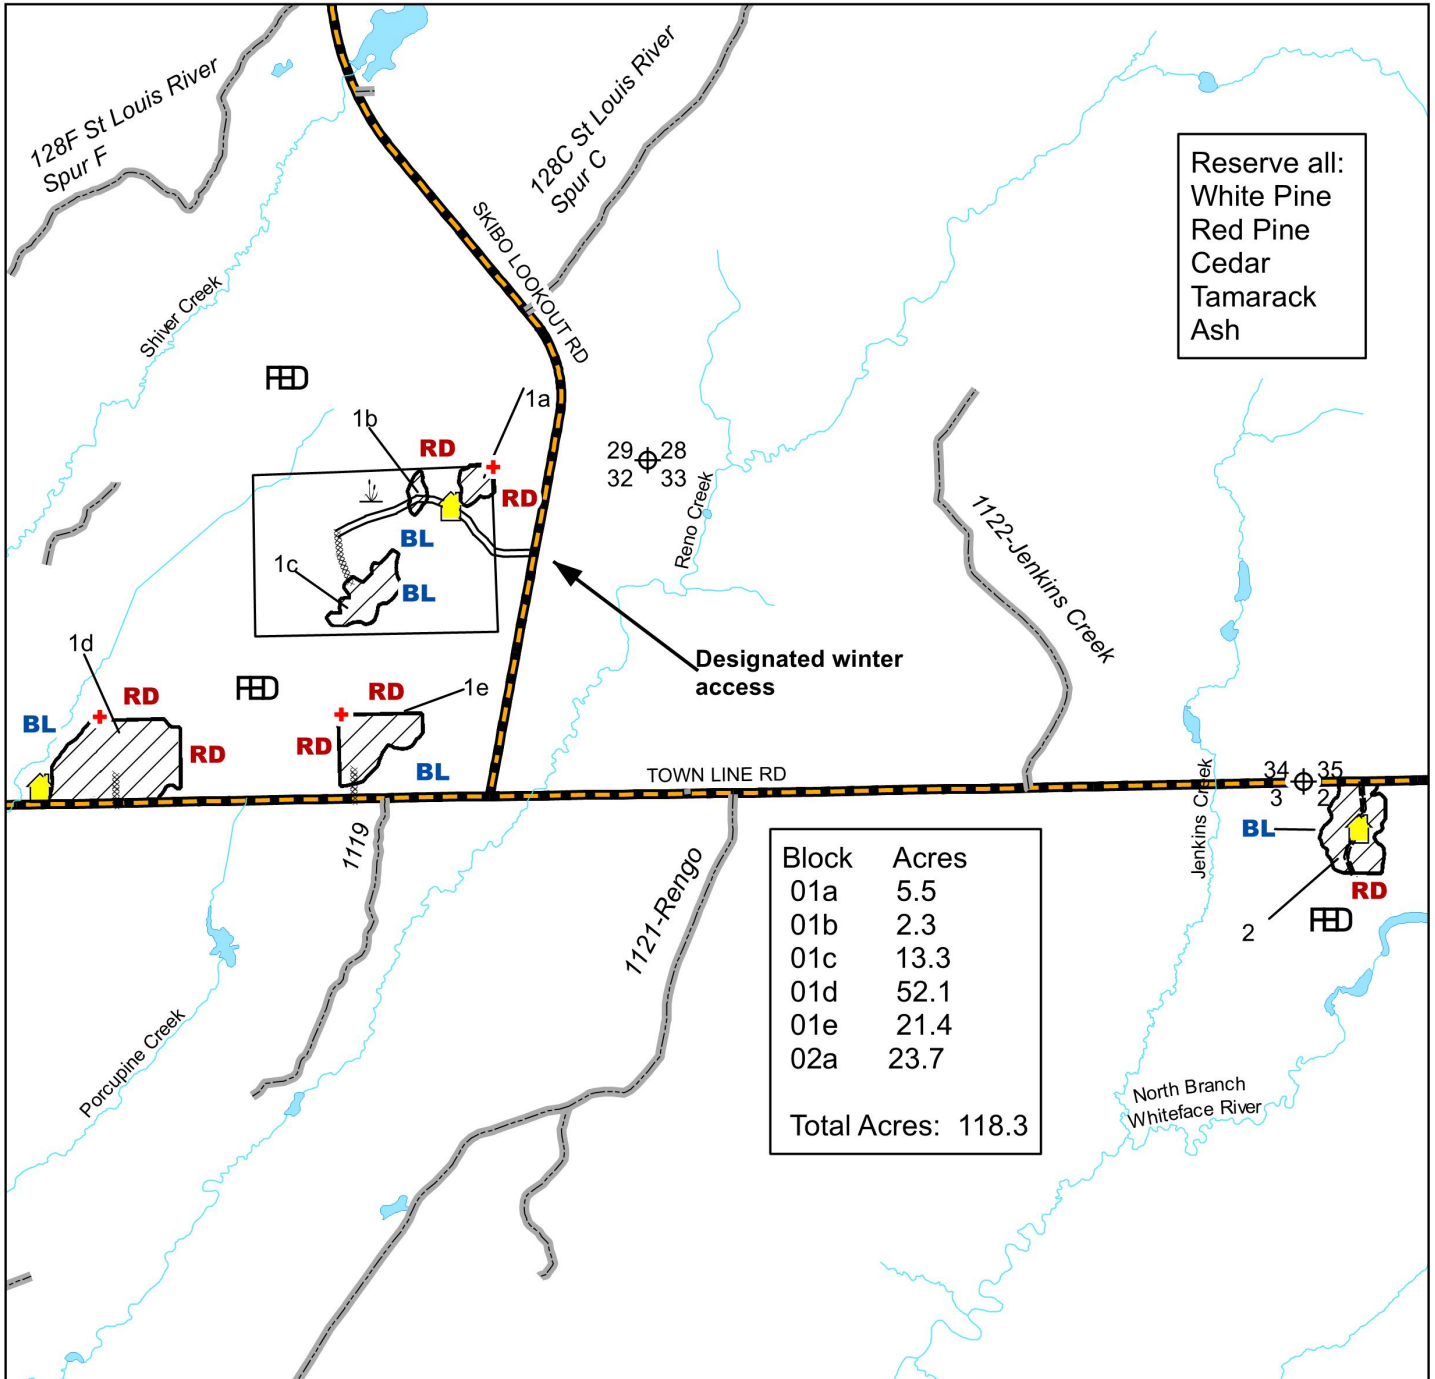 128F St Louis River
Spur F
128C St Louis River
Spur C
Reserve all:
White Pine
Red Pine
Cedar
Tamarack
Ash
SKIBO LOOKOUT RD
Shiver Creek
FED
1a
1b
RD
29 28
32 33
RD
Reno Creek
1122-Jenkins Creek
BL
1c
BL
1d
Designated winter
access
FED
1e
RD
RD
BL
RD
RD
BL
TOWN LINE RD
34 35
3 2
Jenkins Creek
BL
RD
2
FED
1119
1121-Rengo
Block Acres
01a 5.5
01b 2.3
01c 13.3
01d 52.1
01e 21.4
02a 23.7
Total Acres: 118.3
Porcupine Creek
North Branch
Whiteface River